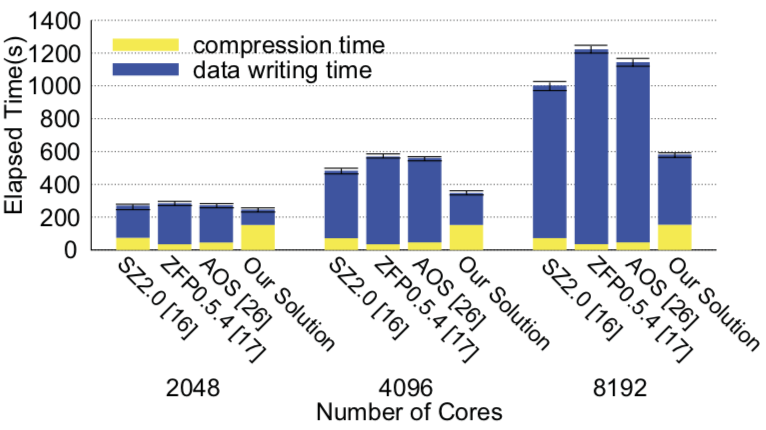 1400
1200
1000
800
600
400
200
0
Elapsed Time(s)
compression time
data writing time
SZ2.0 [16]
ZFP0.5.4 [17]
AOS [26]
Our Solution
SZ2.0 [16]
ZFP0.5.4 [17]
AOS [26]
Our Solution
SZ2.0 [16]
ZFP0.5.4 [17]
AOS [26]
Our Solution
2048
4096
8192
Number of Cores